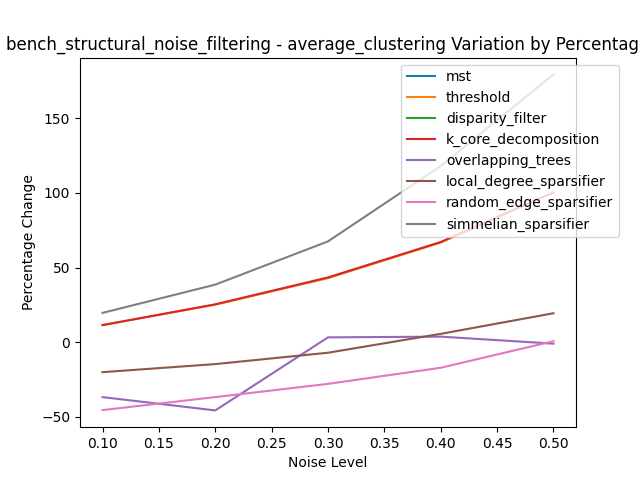 bench_structural_noise_filtering - average_clustering Variation by Percentag
Percentage Change
150
100
50
0
−50
mst
threshold
disparity_filter
k_core_decomposition
overlapping_trees
local_degree_sparsifier
random_edge_sparsifier
simmelian_sparsifier
0.10 0.15 0.20 0.25 0.30 0.35 0.40 0.45 0.50
Noise Level